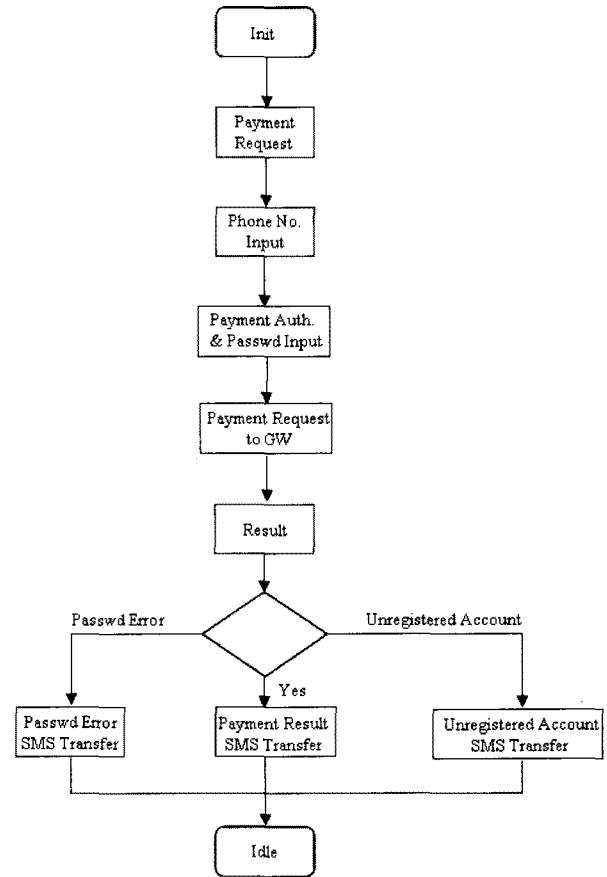 Init
Payment
Request
Phone No.
Input
Payment Auth.
& Passwd Input
Payment Request
to GW
Result
Passwd Error
Unregistered Account
Yes
Passwd Error
SMS Transfer
Payment Result
SMS Transfer
Unregistered Account
SMS Transfer
Idle